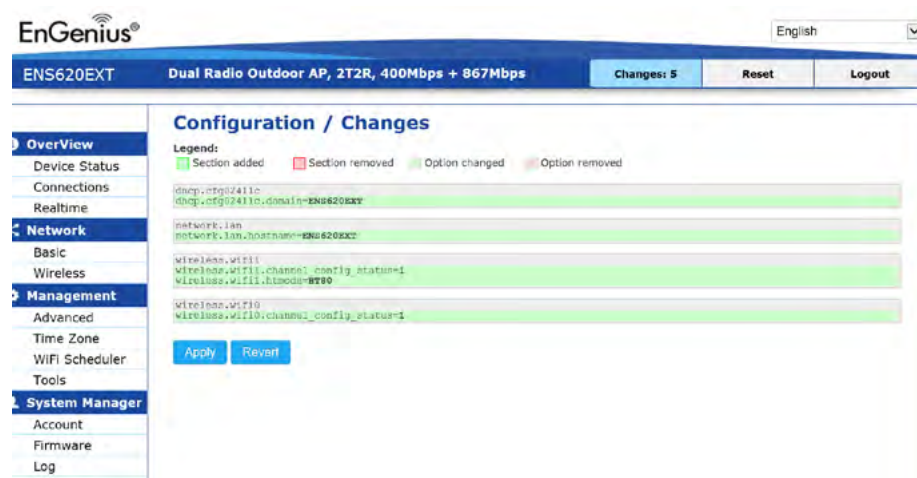 EnGenius®
English
ENS620EXT
Dual Radio Outdoor AP, 2T2R, 400Mbps + 867Mbps
Changes: 5
Reset
Logout
Configuration / Changes
Legend:
Section added
Section removed
Option changed
Option removed
OverView
Device Status
Connections
Realtime
Network
Basic
Wireless
Management
Advanced
Time Zone
WiFi Scheduler
Tools
System Manager
Account
Firmware
Log
dhcp.cfg02411c
dhcp.cfg02411c.domain=ENS620EXT
network.lan
network.lan.hostname=ENS620EXT
wireless.wifi1
wireless.wifi1.channel_config_status=1
wireless.wifi1.htmode=HT80
wireless.wifi0
wireless.wifi0.channel_config_status=1
Apply
Revert